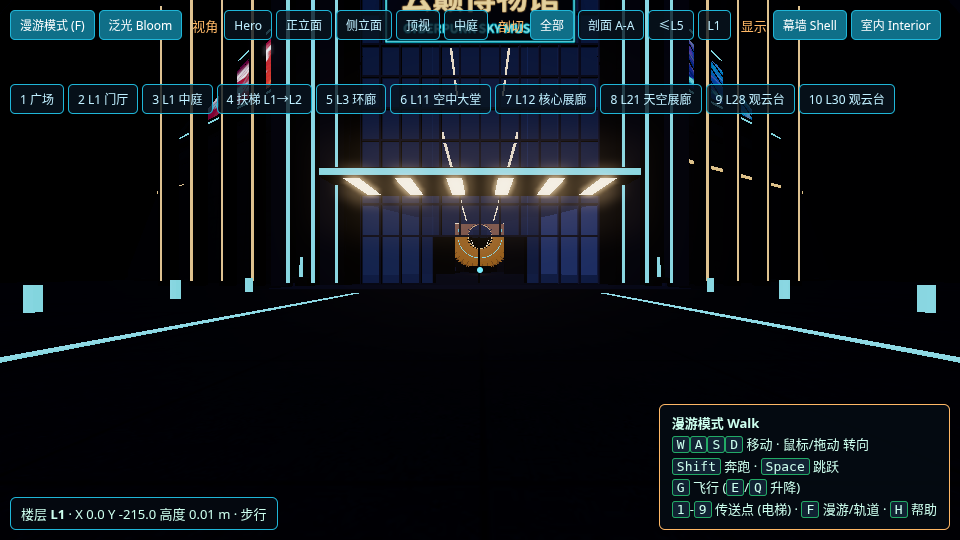 漫游模式 (F) 泛光 Bloom 视角 Hero 正立面 侧立面 顶视 中庭 全部 剖面 A-A ≤L5 L1 显示 幕墙 Shell 室内 Interior
1 广场 2 L1 门厅 3 L1 中庭 4 扶梯 L1→L2 5 L3 环廊 6 L11 空中大堂 7 L12 核心展廊 8 L21 天空展廊 9 L28 观云台 10 L30 观云台
漫游模式 Walk
W A S D 移动 · 鼠标/拖动 转向
Shift 奔跑 · Space 跳跃
G 飞行 (E/Q 升降)
1-9 传送点 (电梯) · F 漫游/轨道 · H 帮助
楼层 L1 · X 0.0 Y -215.0 高度 0.01 m · 步行